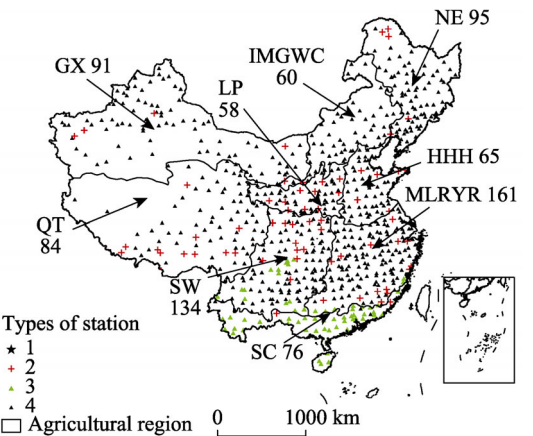 NE 95
IMGWC
60
GX 91
LP
58
HHH 65
MLRYR 161
QT
84
SW
134
SC 76
Types of station
1
2
3
4
Agricultural region
0 1000 km